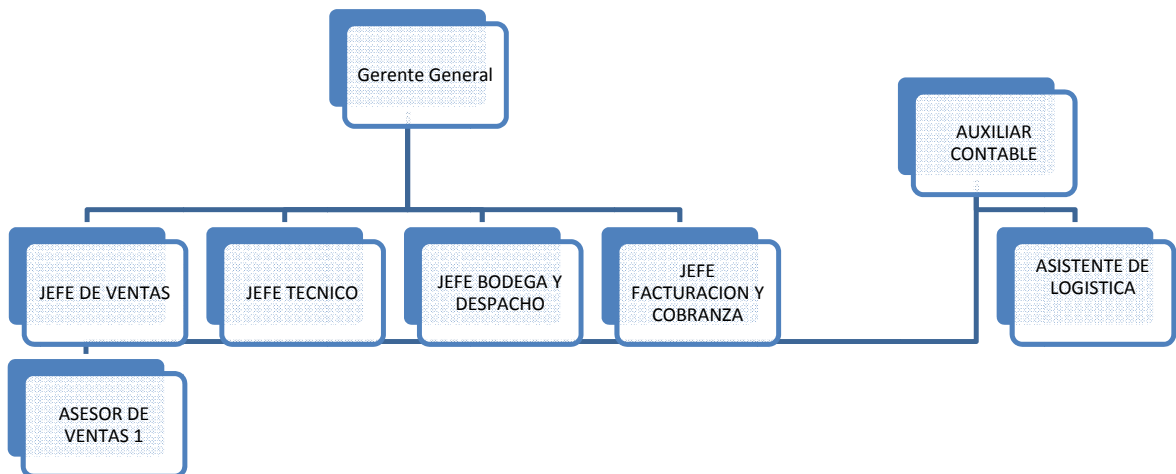 Gerente General
AUXILIAR
CONTABLE
JEFE DE VENTAS
JEFE TECNICO
JEFE BODEGA Y
DESPACHO
JEFE
FACTURACION Y
COBRANZA
ASISTENTE DE
LOGISTICA
ASESOR DE
VENTAS 1